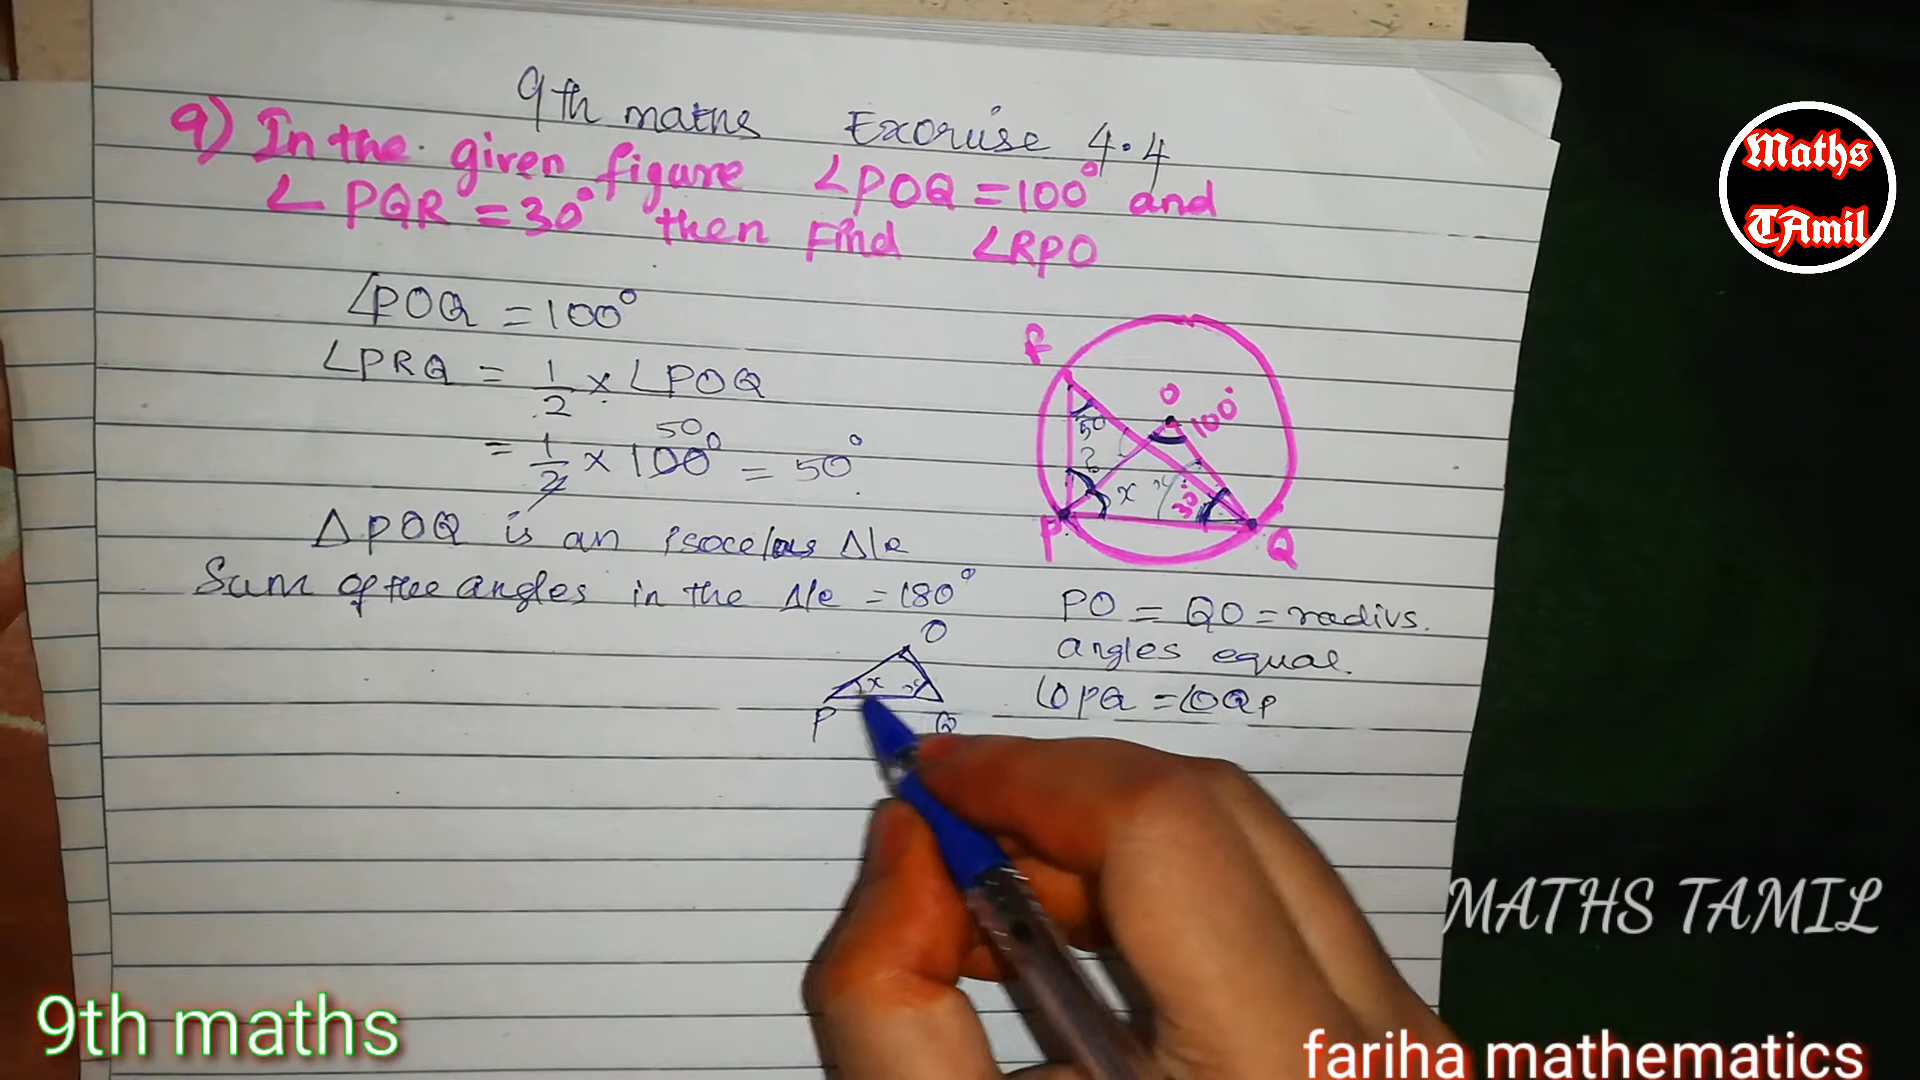 9th maths Exercise 4.4
9) In the given figure ∠POQ = 100° and
∠PQR = 30° then Find ∠RPO
∠POQ = 100°
∠PRQ = 1/2 × ∠POQ
50
= 1/2 × 100° = 50°
ΔPOQ is an isoceles Δle
Sum of the angles in the Δle = 180°
R
O
100°
50
?
x
x
30°
P
Q
PO = QO = radius.
angles equal.
∠OPQ = ∠OQP
O
x
x
P
Q
Maths
TAmil
MATHS TAMIL
9th maths
fariha mathematics